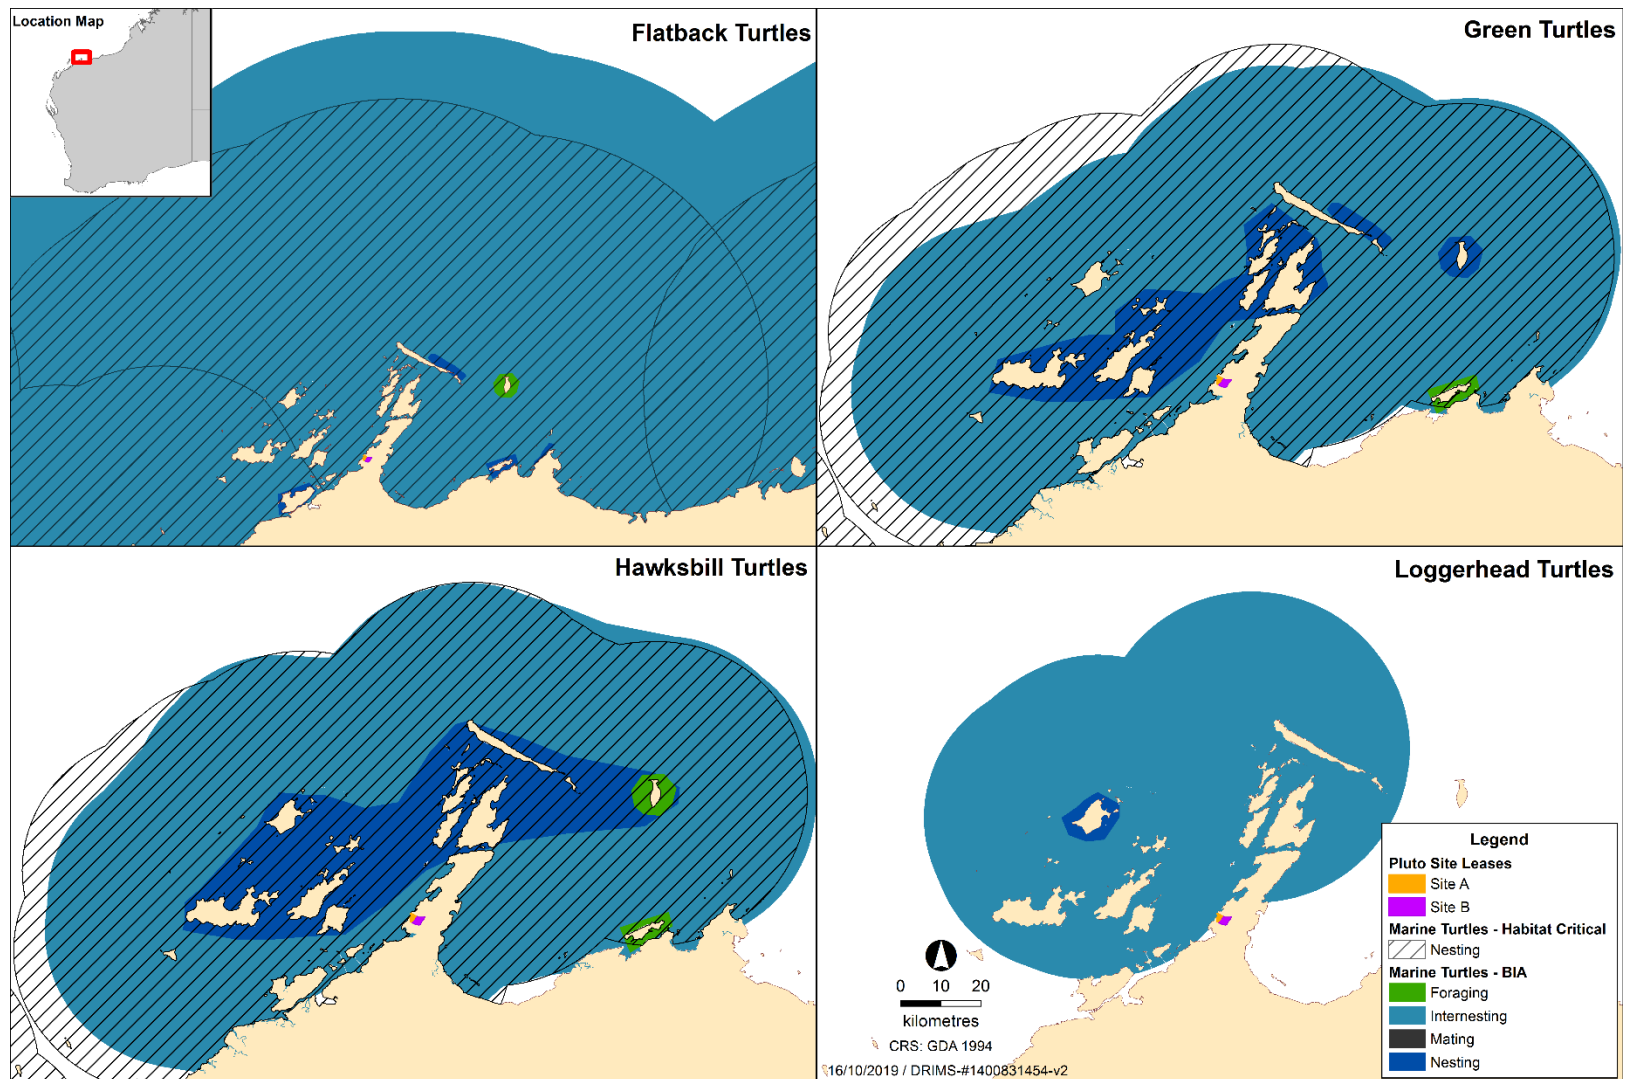 Location Map
Flatback Turtles
Green Turtles
Hawksbill Turtles
Loggerhead Turtles
Legend
Pluto Site Leases
Site A
Site B
Marine Turtles - Habitat Critical
Nesting
Marine Turtles - BIA
Foraging
Internesting
Mating
Nesting
0 10 20
kilometres
CRS: GDA 1994
16/10/2019 / DRIMS-#1400831454-v2